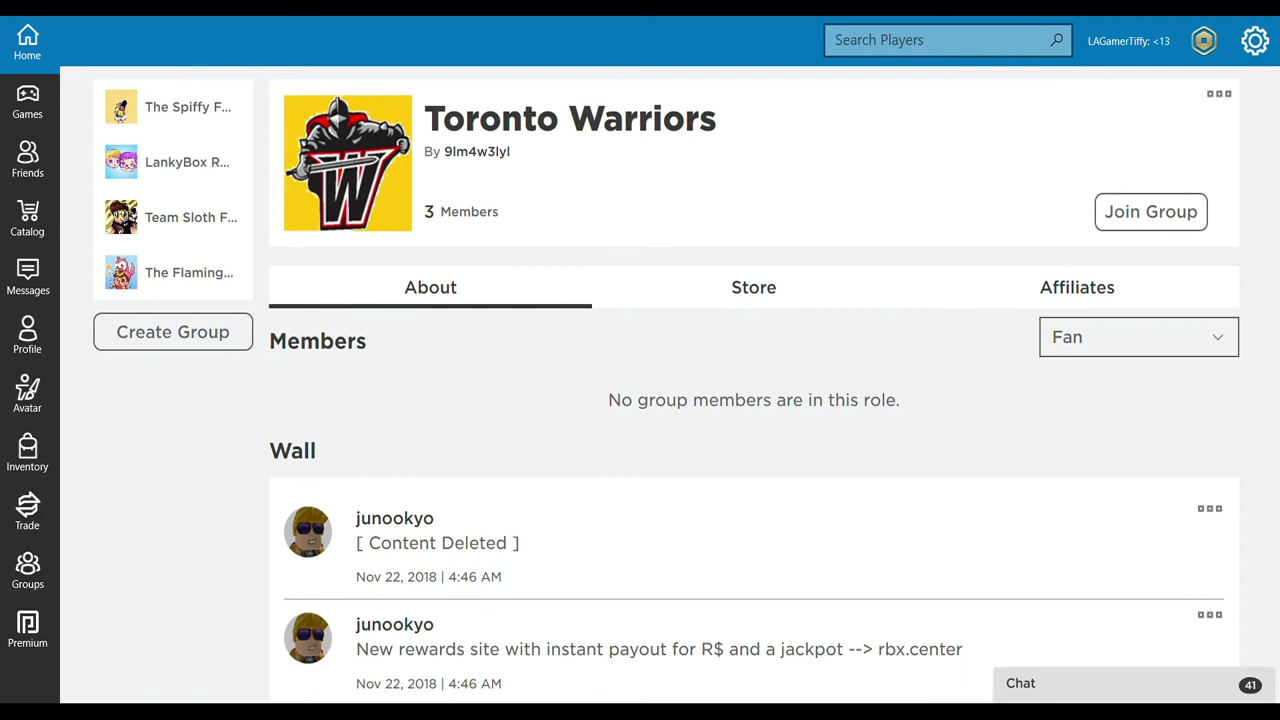 Home
Search Players
LAGamerTiffy: <13
Games
Friends
Catalog
Messages
Profile
Avatar
Inventory
Trade
Groups
Premium
The Spiffy F...
LankyBox R...
Team Sloth F...
The Flaming...
Create Group
W
Toronto Warriors
By 9lm4w3lyl
3 Members
Join Group
About
Store
Affiliates
Members
Fan
No group members are in this role.
Wall
junookyo
[ Content Deleted ]
Nov 22, 2018 | 4:46 AM
junookyo
New rewards site with instant payout for R$ and a jackpot --> rbx.center
Nov 22, 2018 | 4:46 AM
Chat
41